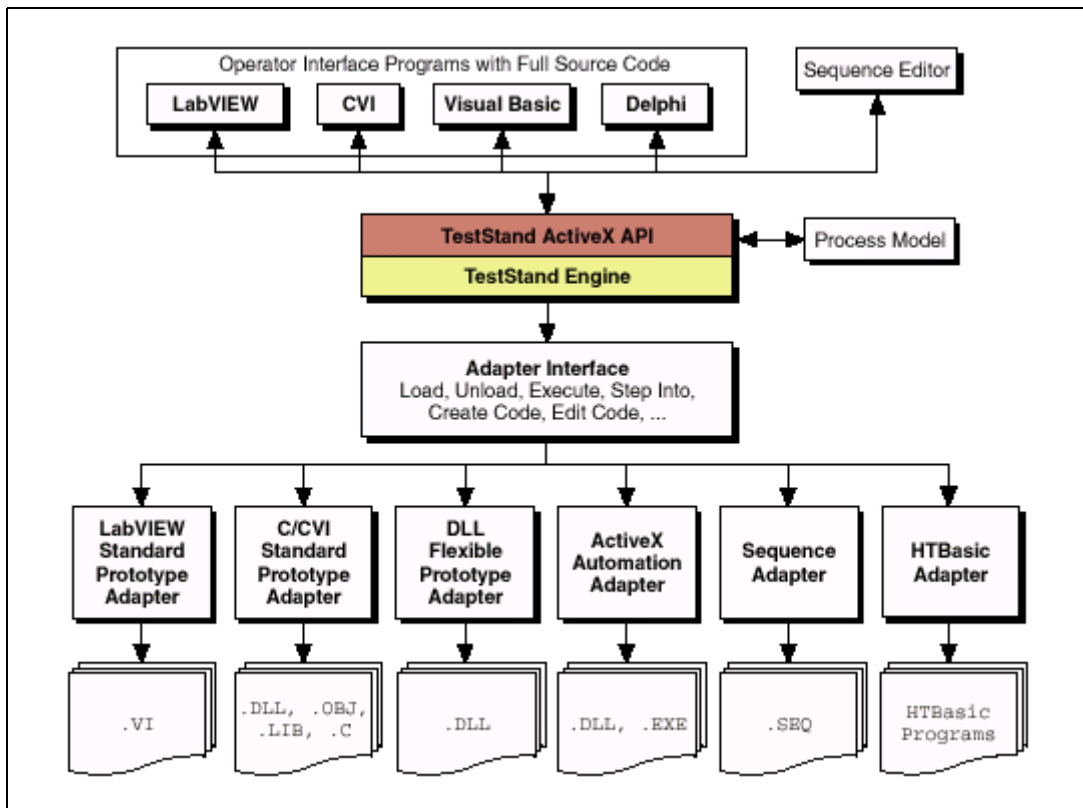 Operator Interface Programs with Full Source Code
LabVIEW
CVI
Visual Basic
Delphi
Sequence Editor
TestStand ActiveX API
TestStand Engine
Process Model
Adapter Interface
Load, Unload, Execute, Step Into,
Create Code, Edit Code, ...
LabVIEW
Standard
Prototype
Adapter
C/CVI
Standard
Prototype
Adapter
DLL
Flexible
Prototype
Adapter
ActiveX
Automation
Adapter
Sequence
Adapter
HTBasic
Adapter
.VI
.DLL, .OBJ,
.LIB, .C
.DLL
.DLL, .EXE
.SEQ
HTBasic
Programs